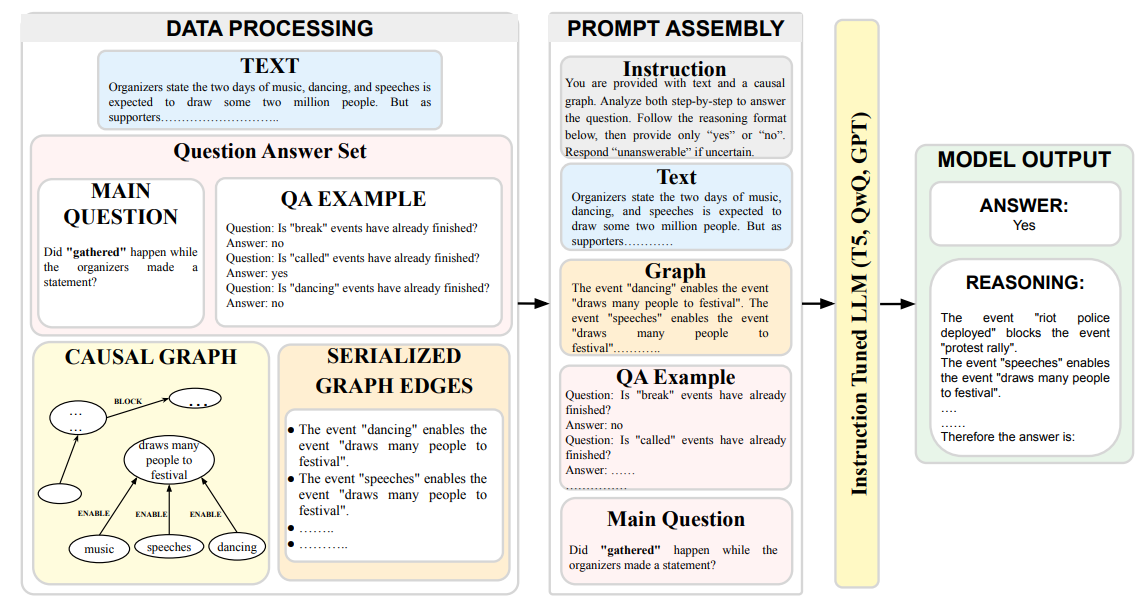 DATA PROCESSING
TEXT
Organizers state the two days of music, dancing, and speeches is
expected to draw some two million people. But as
supporters………………………..
Question Answer Set
MAIN
QUESTION
Did "gathered" happen while
the organizers made a
statement?
QA EXAMPLE
Question: Is "break" events have already finished?
Answer: no
Question: Is "called" events have already finished?
Answer: yes
Question: Is "dancing" events have already finished?
Answer: no
CAUSAL GRAPH
BLOCK
...
...
...
draws many
people to
festival
ENABLE
ENABLE
ENABLE
music
speeches
dancing
SERIALIZED
GRAPH EDGES
● The event "dancing" enables the
event "draws many people to
festival".
● The event "speeches" enables the
event "draws many people to
festival".
● ……..
● ………..
PROMPT ASSEMBLY
Instruction
You are provided with text and a causal
graph. Analyze both step-by-step to answer
the question. Follow the reasoning format
below, then provide only “yes” or “no”.
Respond “unanswerable” if uncertain.
Text
Organizers state the two days of music,
dancing, and speeches is expected to
draw some two million people. But as
supporters…………
Graph
The event "dancing" enables the event
"draws many people to festival". The
event "speeches" enables the event
"draws many people to
festival"………..
QA Example
Question: Is "break" events have already
finished?
Answer: no
Question: Is "called" events have already
finished?
Answer: ……
……………
Main Question
Did "gathered" happen while the
organizers made a statement?
Instruction Tuned LLM (T5, QwQ, GPT)
MODEL OUTPUT
ANSWER:
Yes
REASONING:
The event "riot police
deployed" blocks the event
"protest rally".
The event "speeches" enables
the event "draws many people
to festival".
....
......
Therefore the answer is: